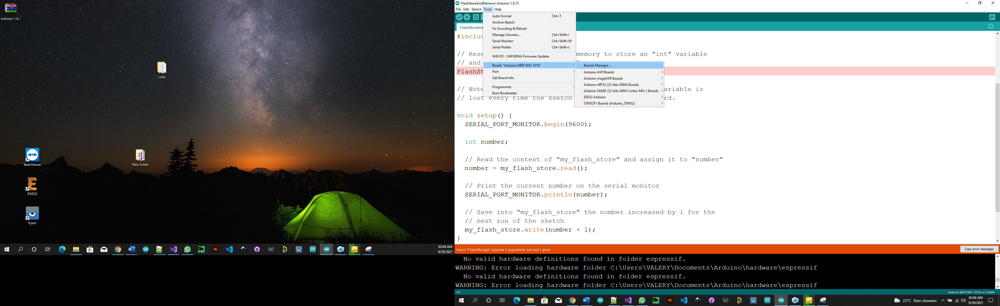 arduino-1.8...
Lobe
TeamViewer
New folder
EAGLE
Vysor
02:04 AM
9/29/2021
FlashStoreAndRetrieve | Arduino 1.8.15
File Edit Sketch Tools Help
Auto Format Ctrl+T
Archive Sketch
Fix Encoding & Reload
Manage Libraries... Ctrl+Shift+I
Serial Monitor Ctrl+Shift+M
Serial Plotter Ctrl+Shift+L
WiFi101 / WiFiNINA Firmware Updater
Board: "Arduino MKR WiFi 1010"
Port
Get Board Info
Programmer
Burn Bootloader
Boards Manager...
Arduino AVR Boards
Arduino megaAVR Boards
Arduino nRF52 (32-bits ARM) Boards
Arduino SAMD (32-bits ARM Cortex-M0+) Boards
ESP32 Arduino
STM32F1 Boards (Arduino_STM32)
FlashStoreAnd
#includ
// Rese memory to store an "int" variable
// and
FlashSt
// Note ariable is
// lost every time the sketch rd.
void setup() {
SERIAL_PORT_MONITOR.begin(9600);
int number;
// Read the content of "my_flash_store" and assign it to "number"
number = my_flash_store.read();
// Print the current number on the serial monitor
SERIAL_PORT_MONITOR.println(number);
// Save into "my_flash_store" the number increased by 1 for the
// next run of the sketch
my_flash_store.write(number + 1);
}
macro "FlashStorage" requires 2 arguments, but only 1 given
Copy error messages
No valid hardware definitions found in folder espressif.
WARNING: Error loading hardware folder C:\Users\VALERY\Documents\Arduino\hardware\espressif
No valid hardware definitions found in folder espressif.
WARNING: Error loading hardware folder C:\Users\VALERY\Documents\Arduino\hardware\espressif
14
Arduino MKR WiFi 1010 on COM4
22°C Rain showers
02:04 AM
9/29/2021